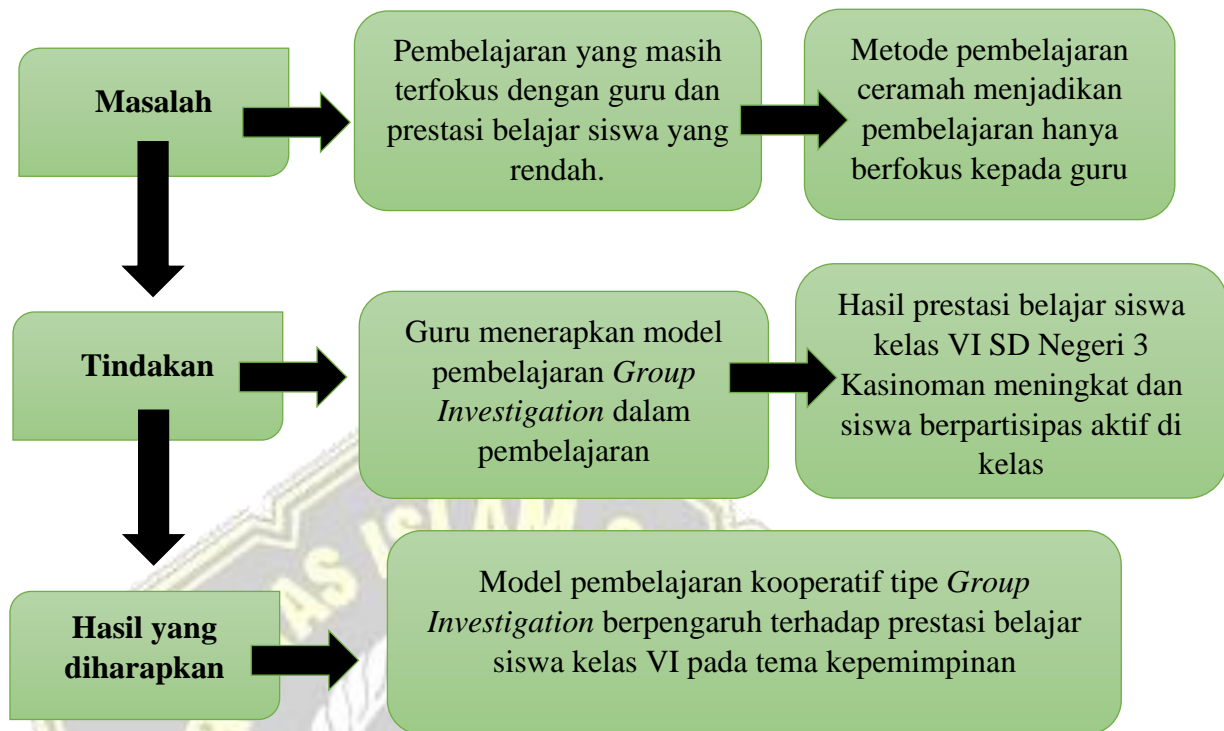 Masalah
Pembelajaran yang masih
terfokus dengan guru dan
prestasi belajar siswa yang
rendah.
Metode pembelajaran
ceramah menjadikan
pembelajaran hanya
berfokus kepada guru
Tindakan
Guru menerapkan model
pembelajaran Group
Investigation dalam
pembelajaran
Hasil prestasi belajar siswa
kelas VI SD Negeri 3
Kasinoman meningkat dan
siswa berpartisipas aktif di
kelas
Hasil yang
diharapkan
Model pembelajaran kooperatif tipe Group
Investigation berpengaruh terhadap prestasi belajar
siswa kelas VI pada tema kepemimpinan
ISLAM